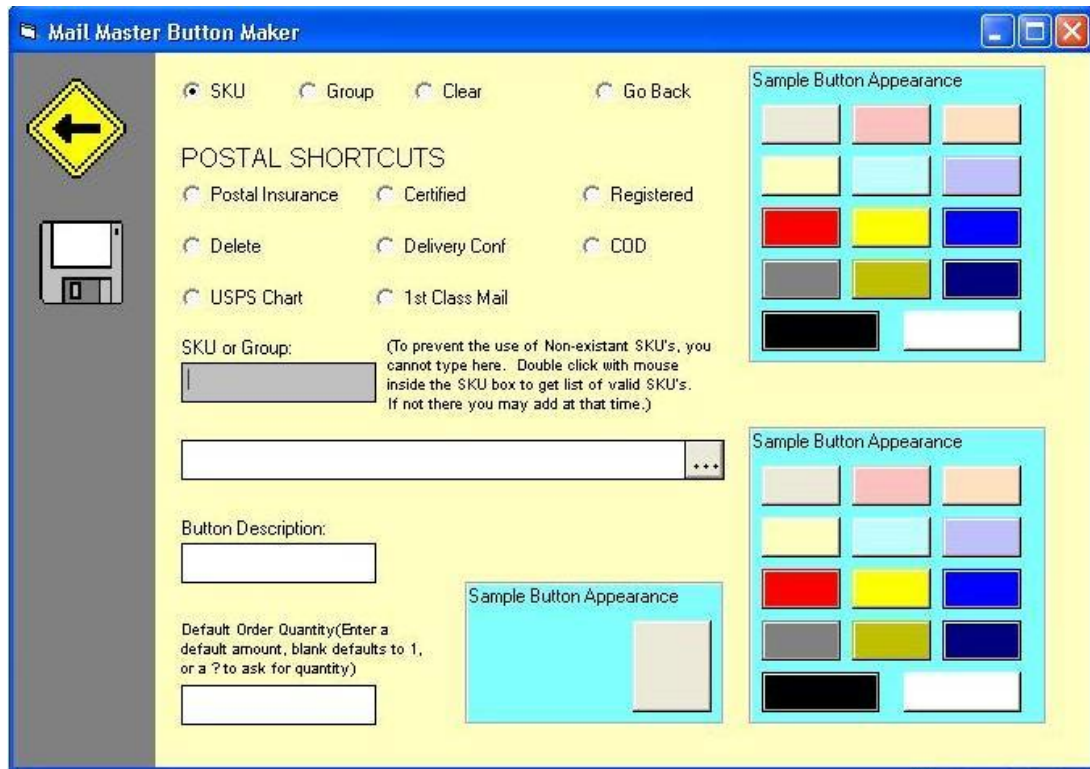 Mail Master Button Maker
SKU Group Clear Go Back
POSTAL SHORTCUTS
Postal Insurance Certified Registered
Delete Delivery Conf COD
USPS Chart 1st Class Mail
SKU or Group:
(To prevent the use of Non-existant SKU's, you
cannot type here. Double click with mouse
inside the SKU box to get list of valid SKU's.
If not there you may add at that time.)
...
Button Description:
Default Order Quantity(Enter a
default amount, blank defaults to 1,
or a ? to ask for quantity)
Sample Button Appearance
Sample Button Appearance
Sample Button Appearance